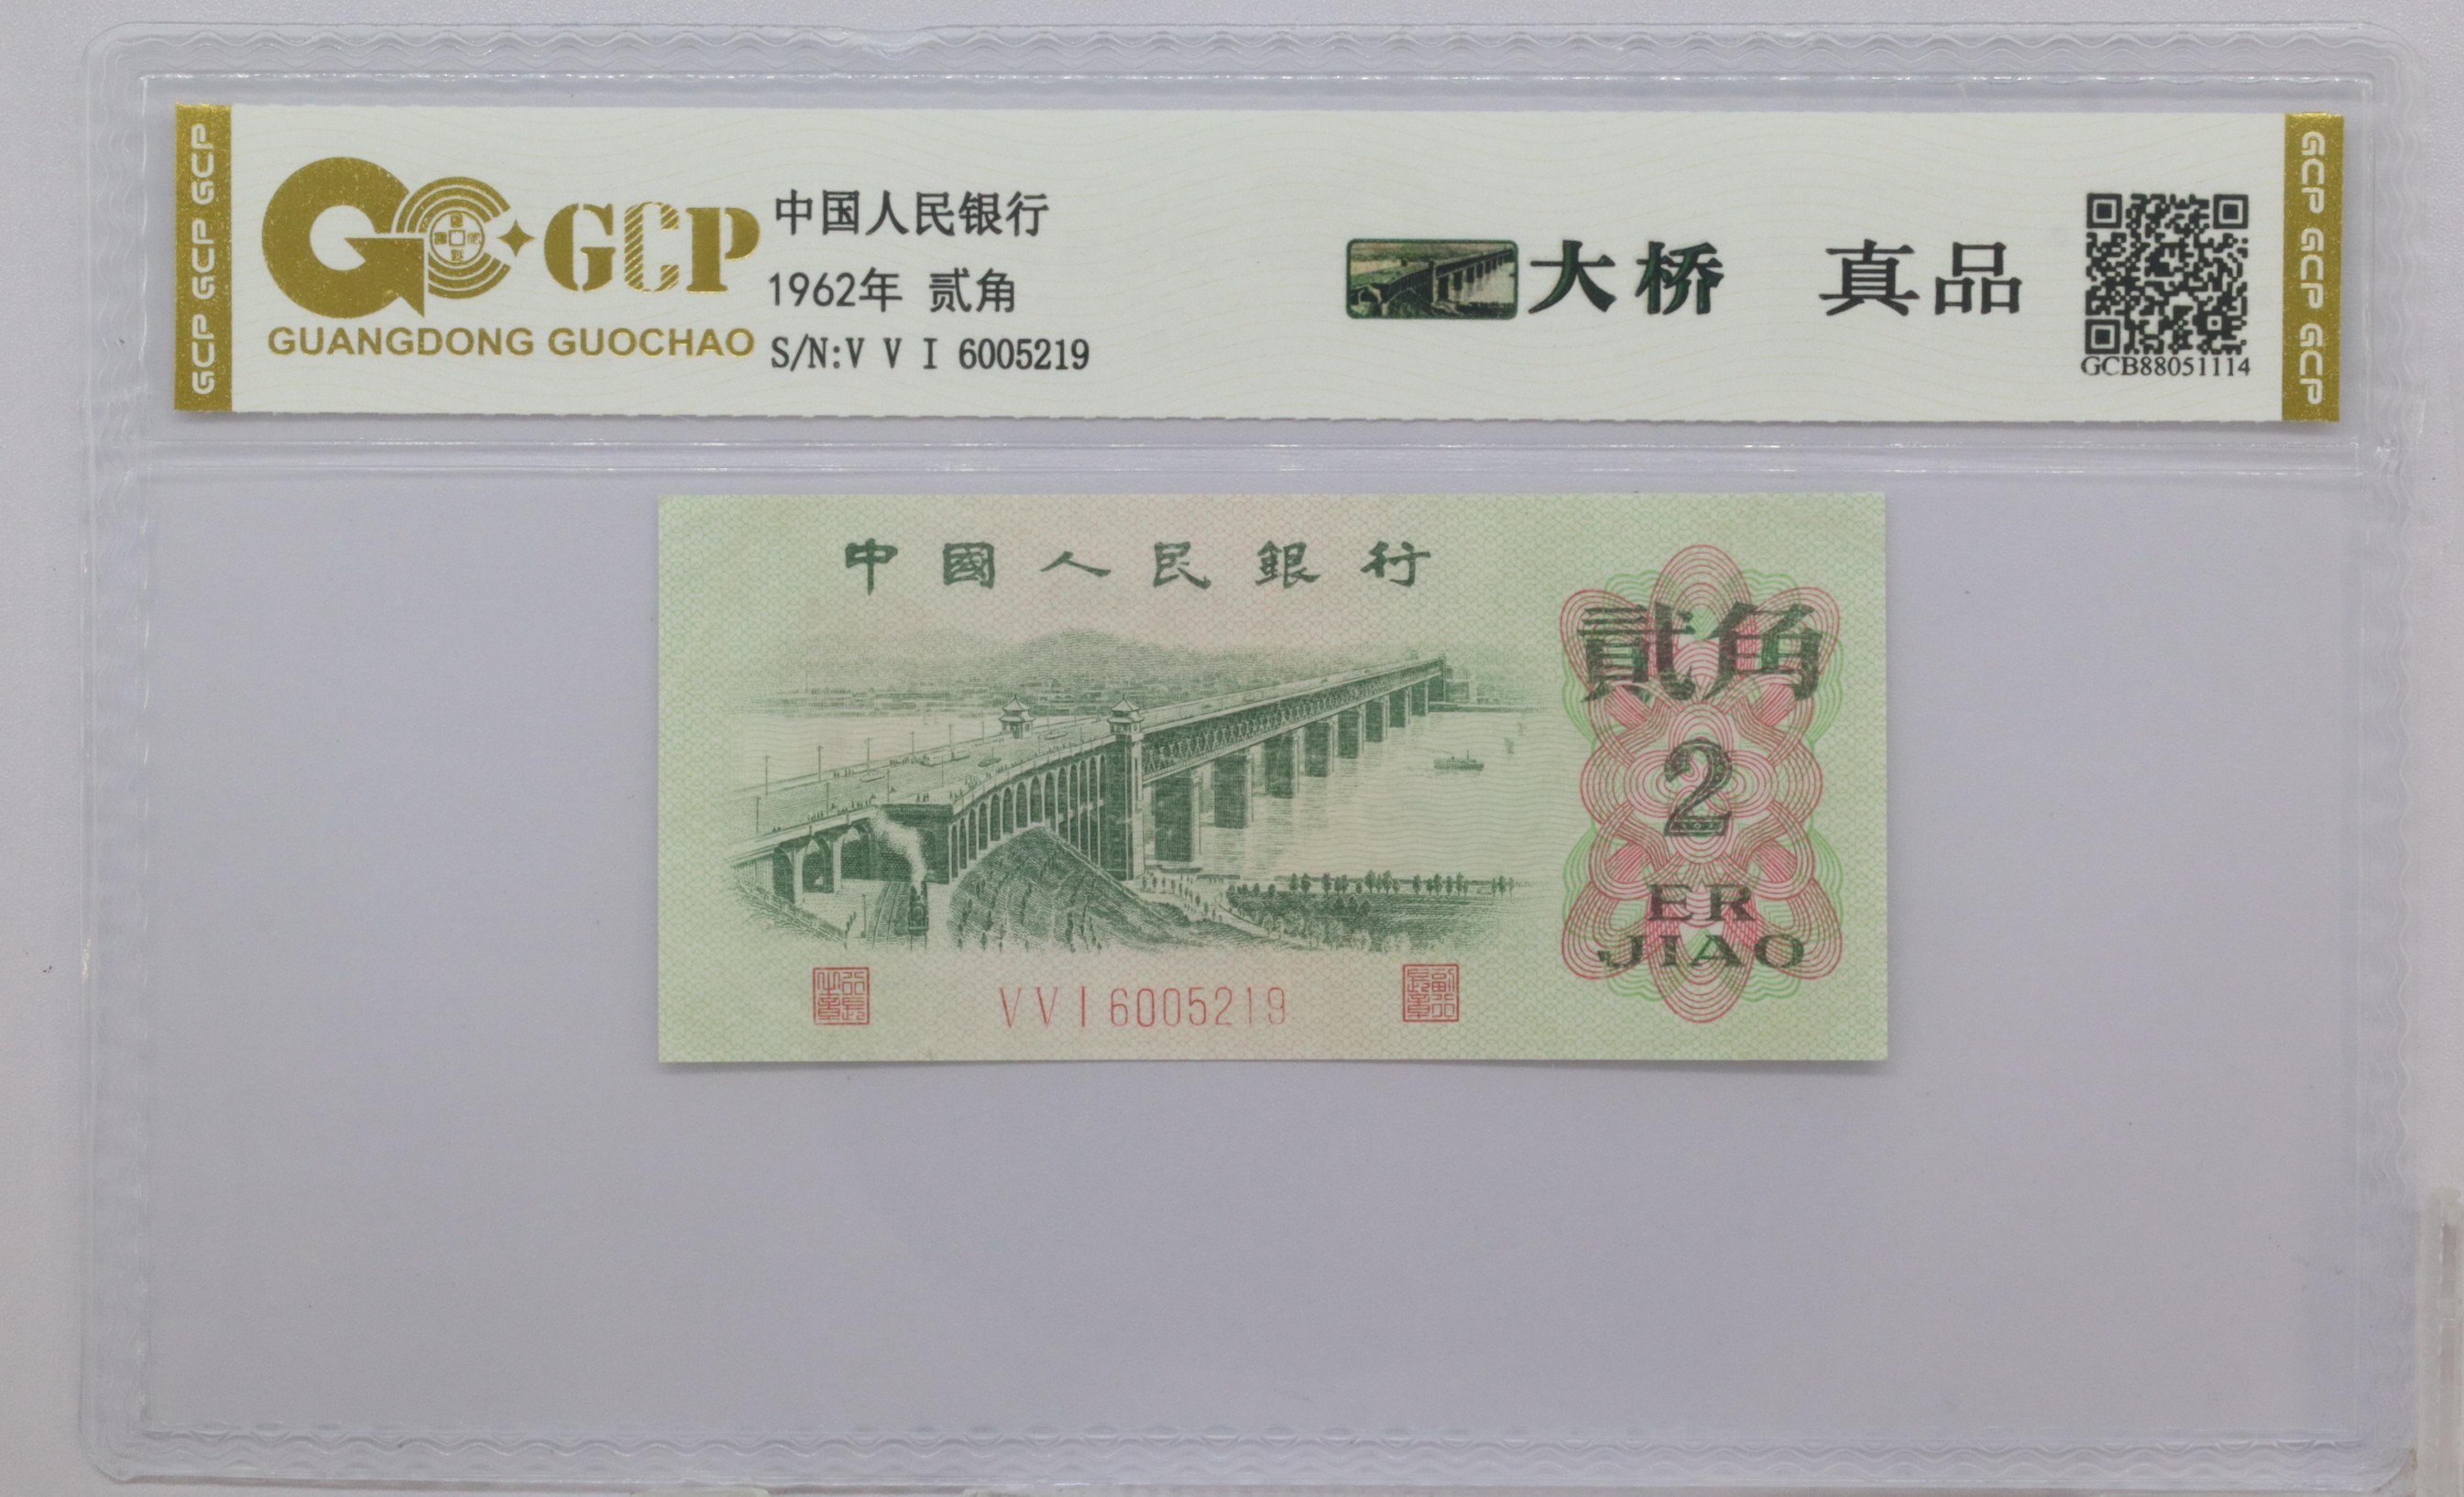 GCP GCP GCP
GCP
GUANGDONG GUOCHAO
中国人民银行
1962年 贰角
S/N:V V I 6005219
大桥 真品
GCB88051114
GCP GCP GCP
中國人民銀行
貳角
2
ER
JIAO
VVI6005219